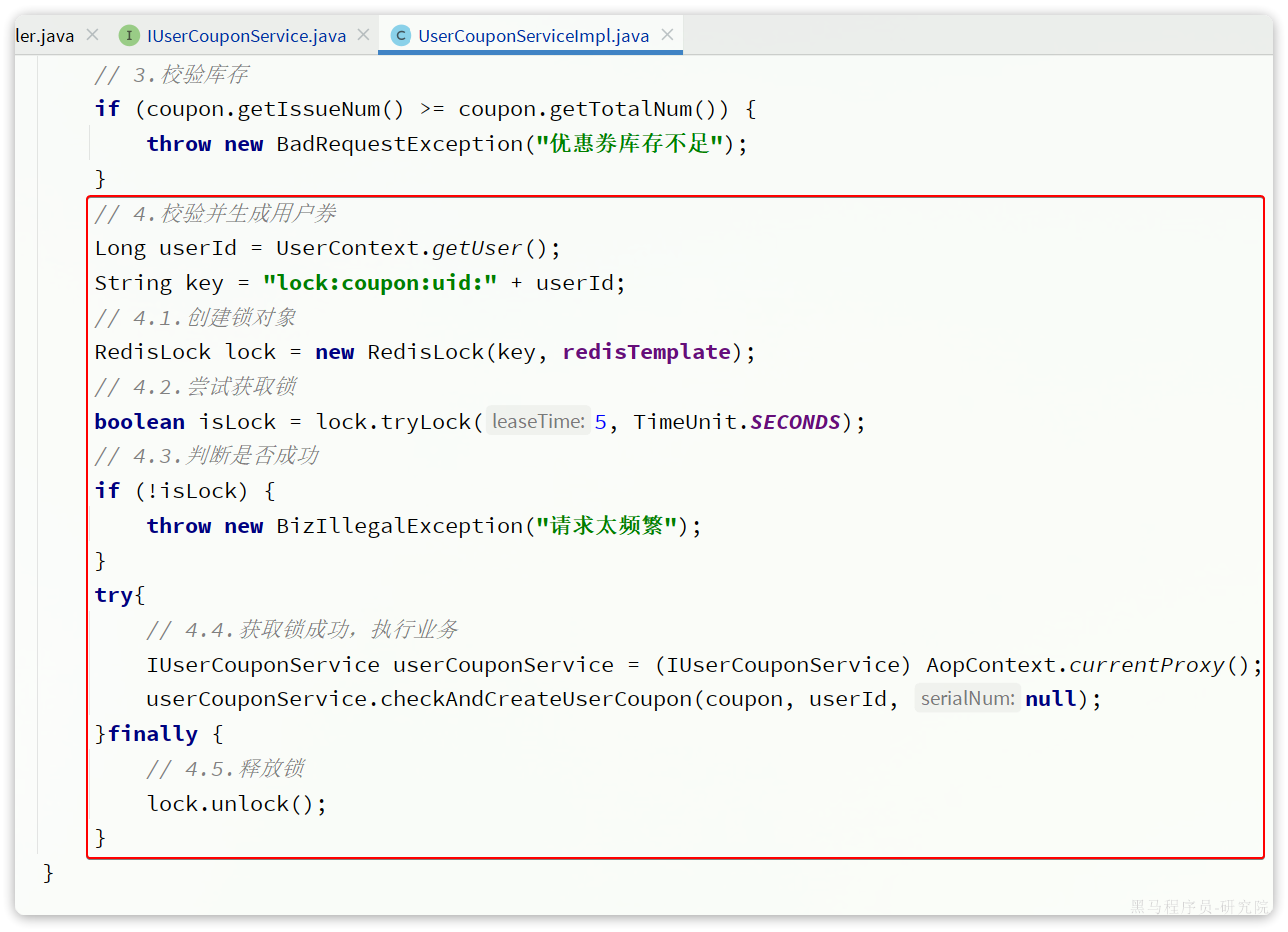 ler.java IUserCouponService.java UserCouponServiceImpl.java
// 3.校验库存
if (coupon.getIssueNum() >= coupon.getTotalNum()) {
throw new BadRequestException("优惠券库存不足");
}
// 4.校验并生成用户券
Long userId = UserContext.getUser();
String key = "lock:coupon:uid:" + userId;
// 4.1.创建锁对象
RedisLock lock = new RedisLock(key, redisTemplate);
// 4.2.尝试获取锁
boolean isLock = lock.tryLock( leaseTime: 5, TimeUnit.SECONDS);
// 4.3.判断是否成功
if (!isLock) {
throw new BizIllegalException("请求太频繁");
}
try{
// 4.4.获取锁成功，执行业务
IUserCouponService userCouponService = (IUserCouponService) AopContext.currentProxy();
userCouponService.checkAndCreateUserCoupon(coupon, userId, serialNum: null);
}finally {
// 4.5.释放锁
lock.unlock();
}
}
黑马程序员-研究院